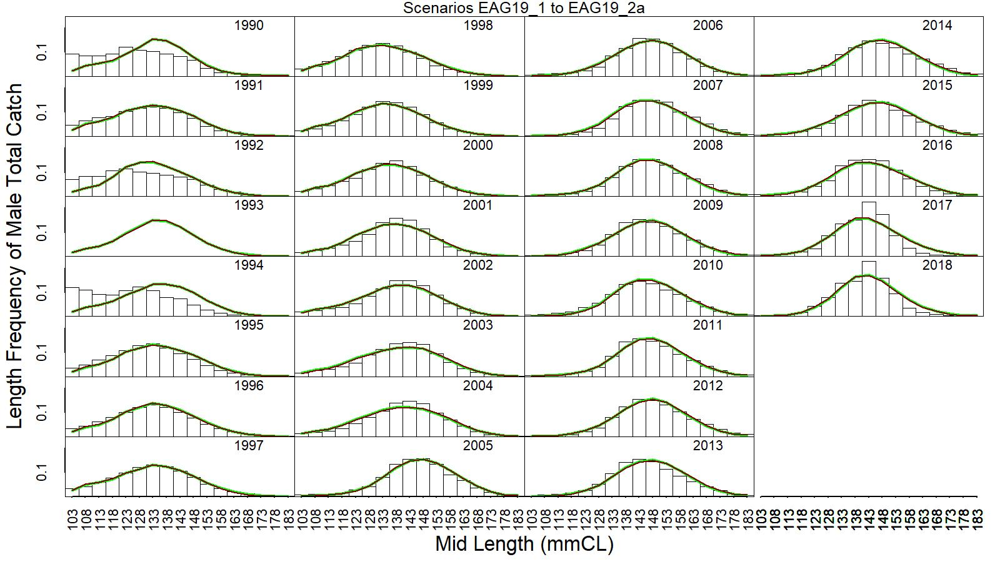 Scenarios EAG19_1 to EAG19_2a
Length Frequency of Male Total Catch
1990 1998 2006 2014
0.1
1991 1999 2007 2015
0.1
1992 2000 2008 2016
0.1
1993 2001 2009 2017
0.1
1994 2002 2010 2018
0.1
1995 2003 2011
0.1
1996 2004 2012
0.1
1997 2005 2013
0.1
103 108 113 118 123 128 133 138 143 148 153 158 163 168 173 178 183 103 108 113 118 123 128 133 138 143 148 153 158 163 168 173 178 183 103 108 113 118 123 128 133 138 143 148 153 158 163 168 173 178 183 103 108 113 118 123 128 133 138 143 148 153 158 163 168 173 178 183
Mid Length (mmCL)